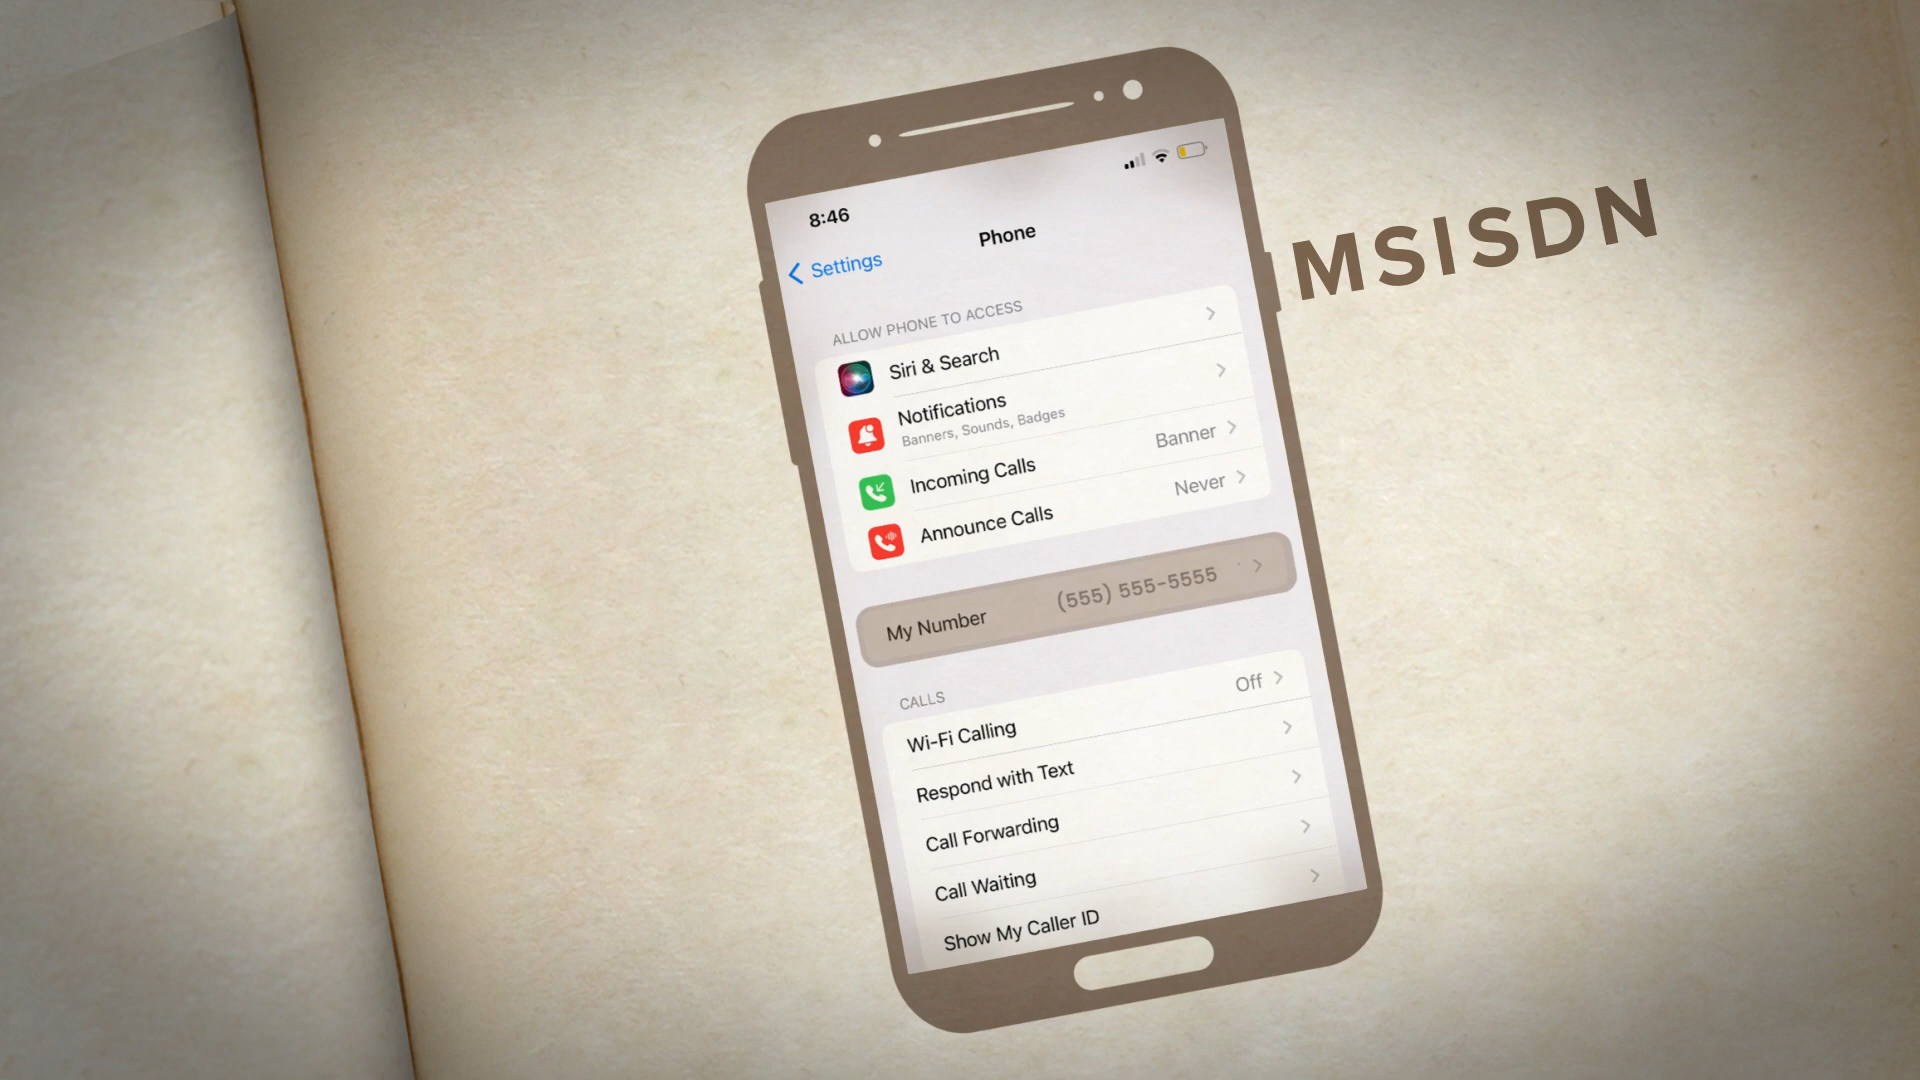 8:46
Settings
Phone
MSISDN
ALLOW PHONE TO ACCESS
Siri & Search
Notifications
Banners, Sounds, Badges
Incoming Calls Banner
Announce Calls Never
My Number (555) 555-5555
CALLS
Wi-Fi Calling Off
Respond with Text
Call Forwarding
Call Waiting
Show My Caller ID